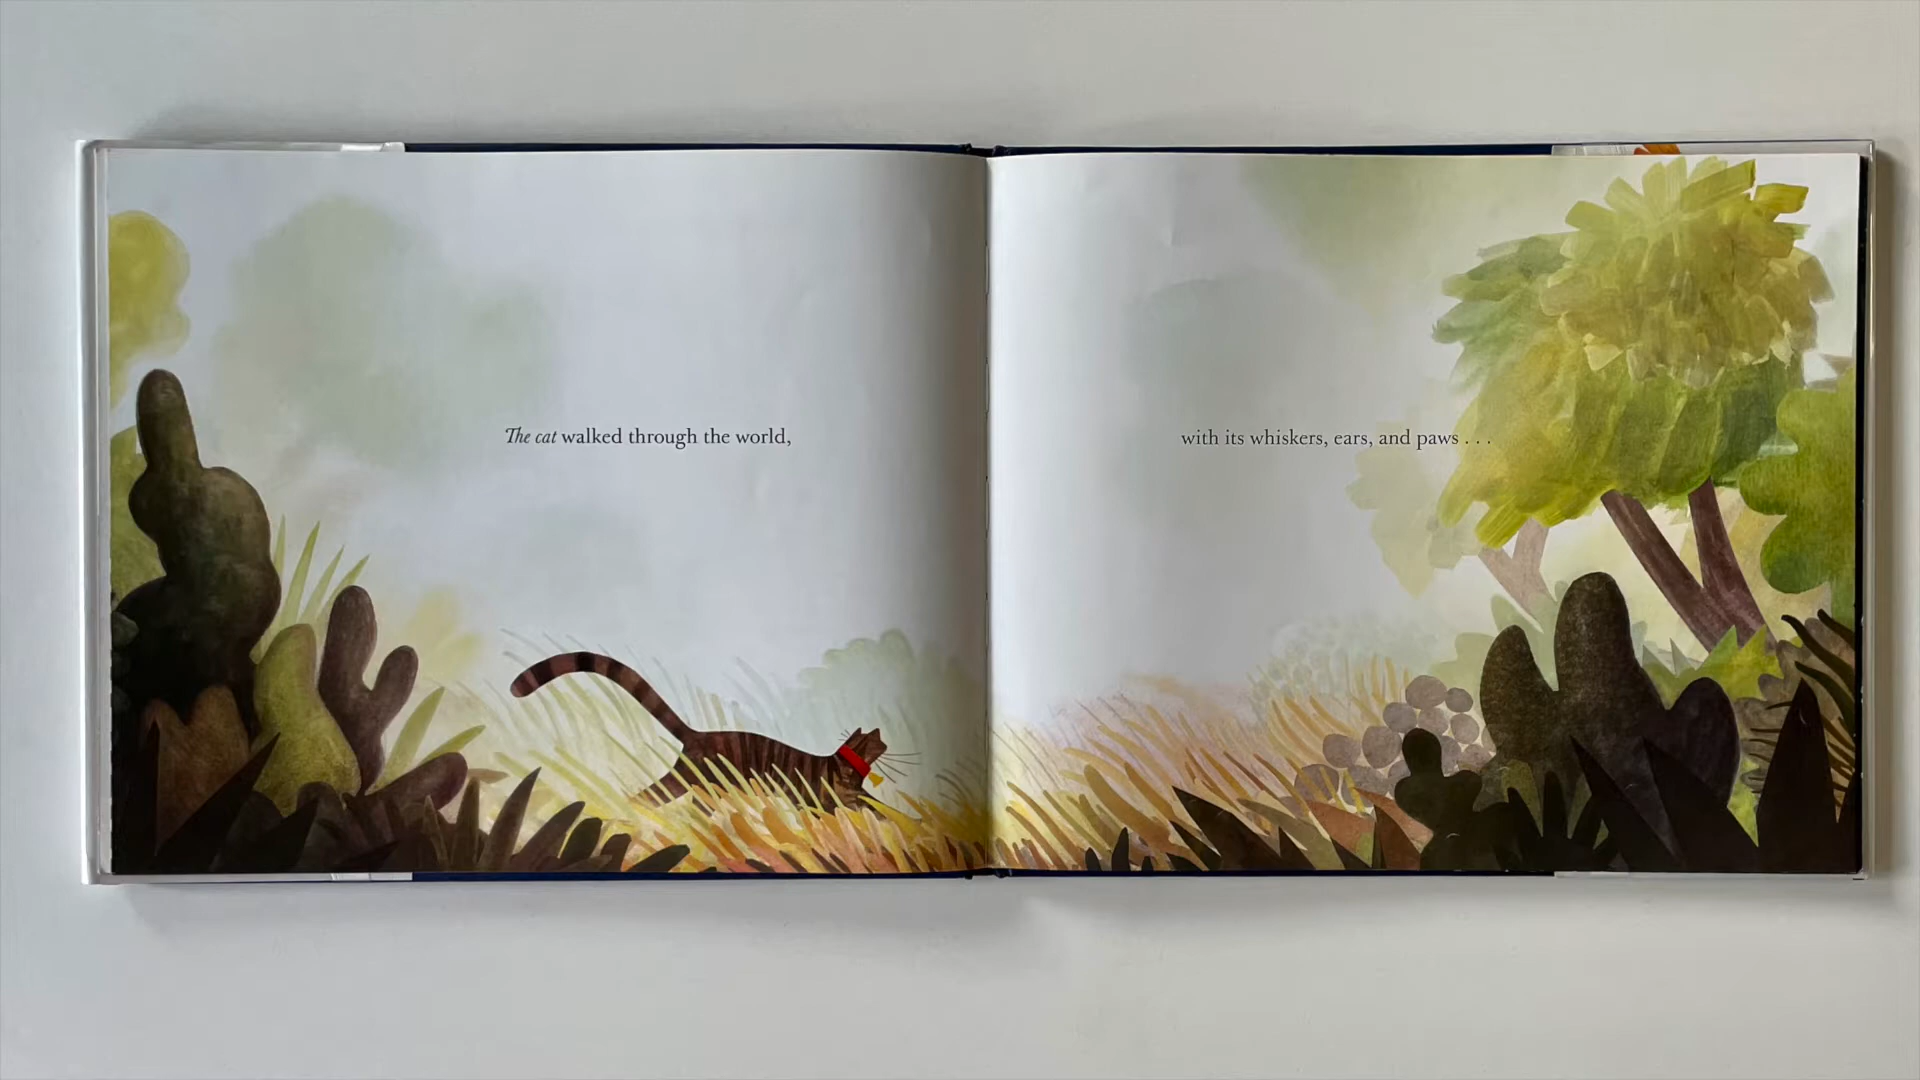 The cat walked through the world,
with its whiskers, ears, and paws . . .